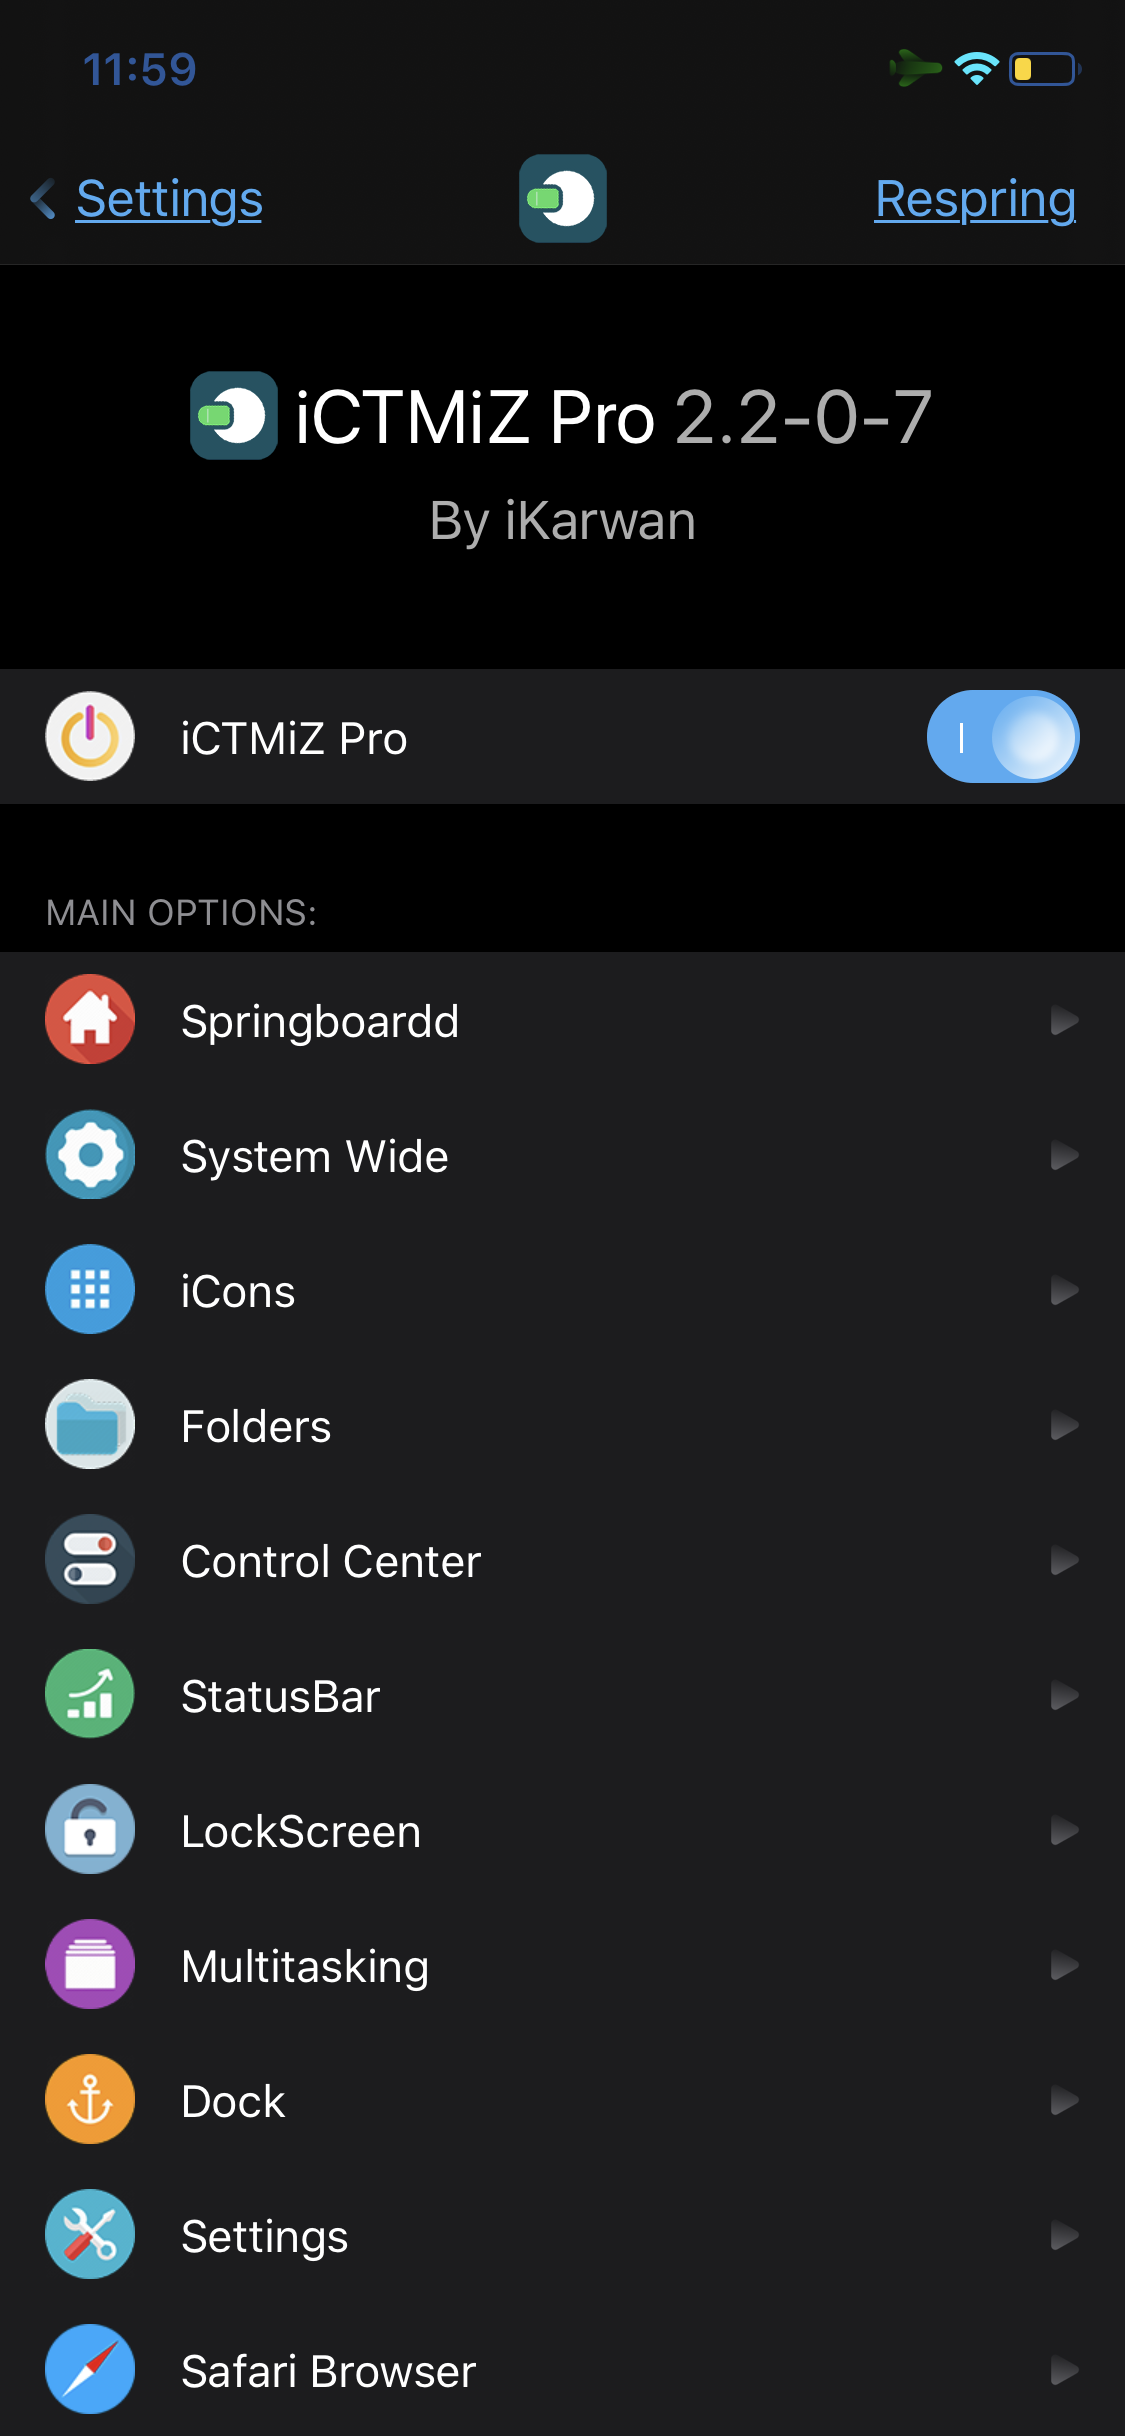 11:59
Settings
Respring
iCTMiZ Pro 2.2-0-7
By iKarwan
iCTMiZ Pro
MAIN OPTIONS:
Springboardd
System Wide
iCons
Folders
Control Center
StatusBar
LockScreen
Multitasking
Dock
Settings
Safari Browser